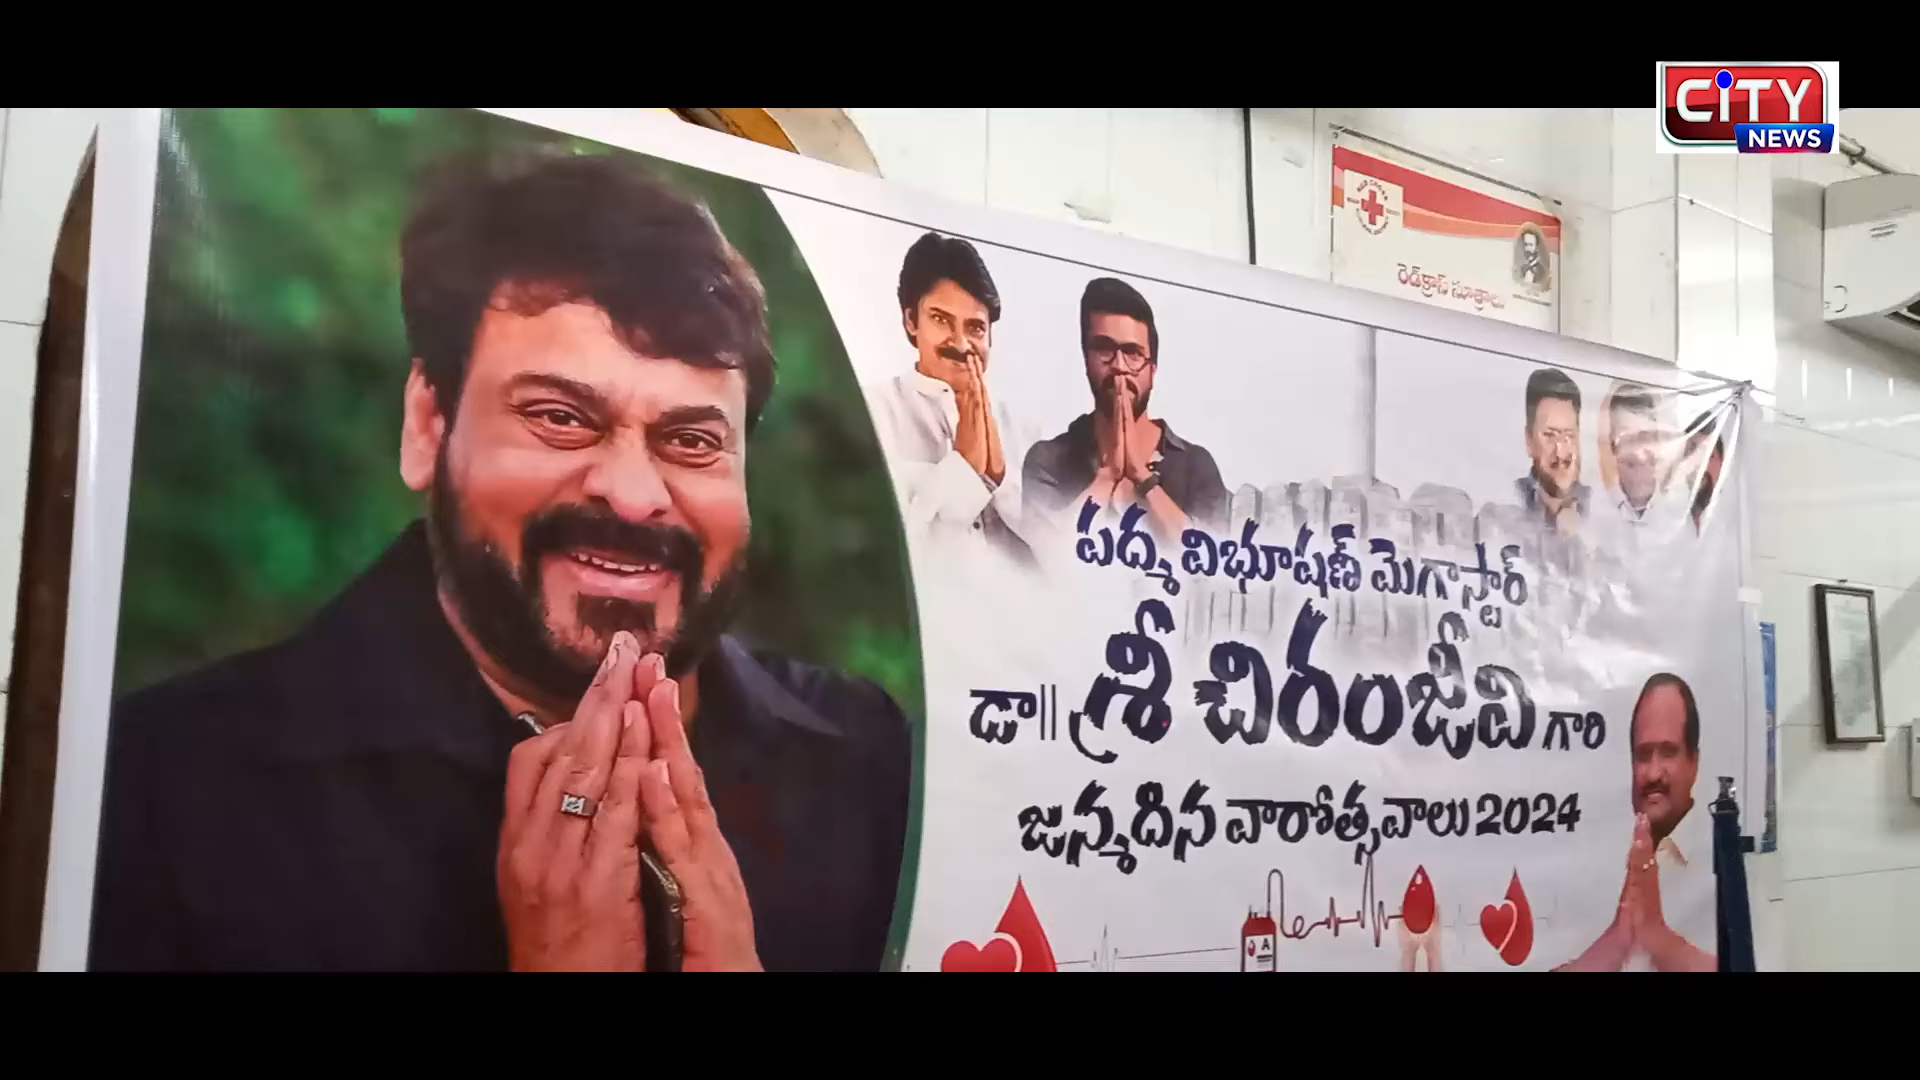 CiTY
NEWS
రెడ్‌క్రాస్ సూత్రాలు
పద్మ విభూషణ్ మెగాస్టార్
డా|| శ్రీ చిరంజీవి గారి
జన్మదిన వారోత్సవాలు 2024
A